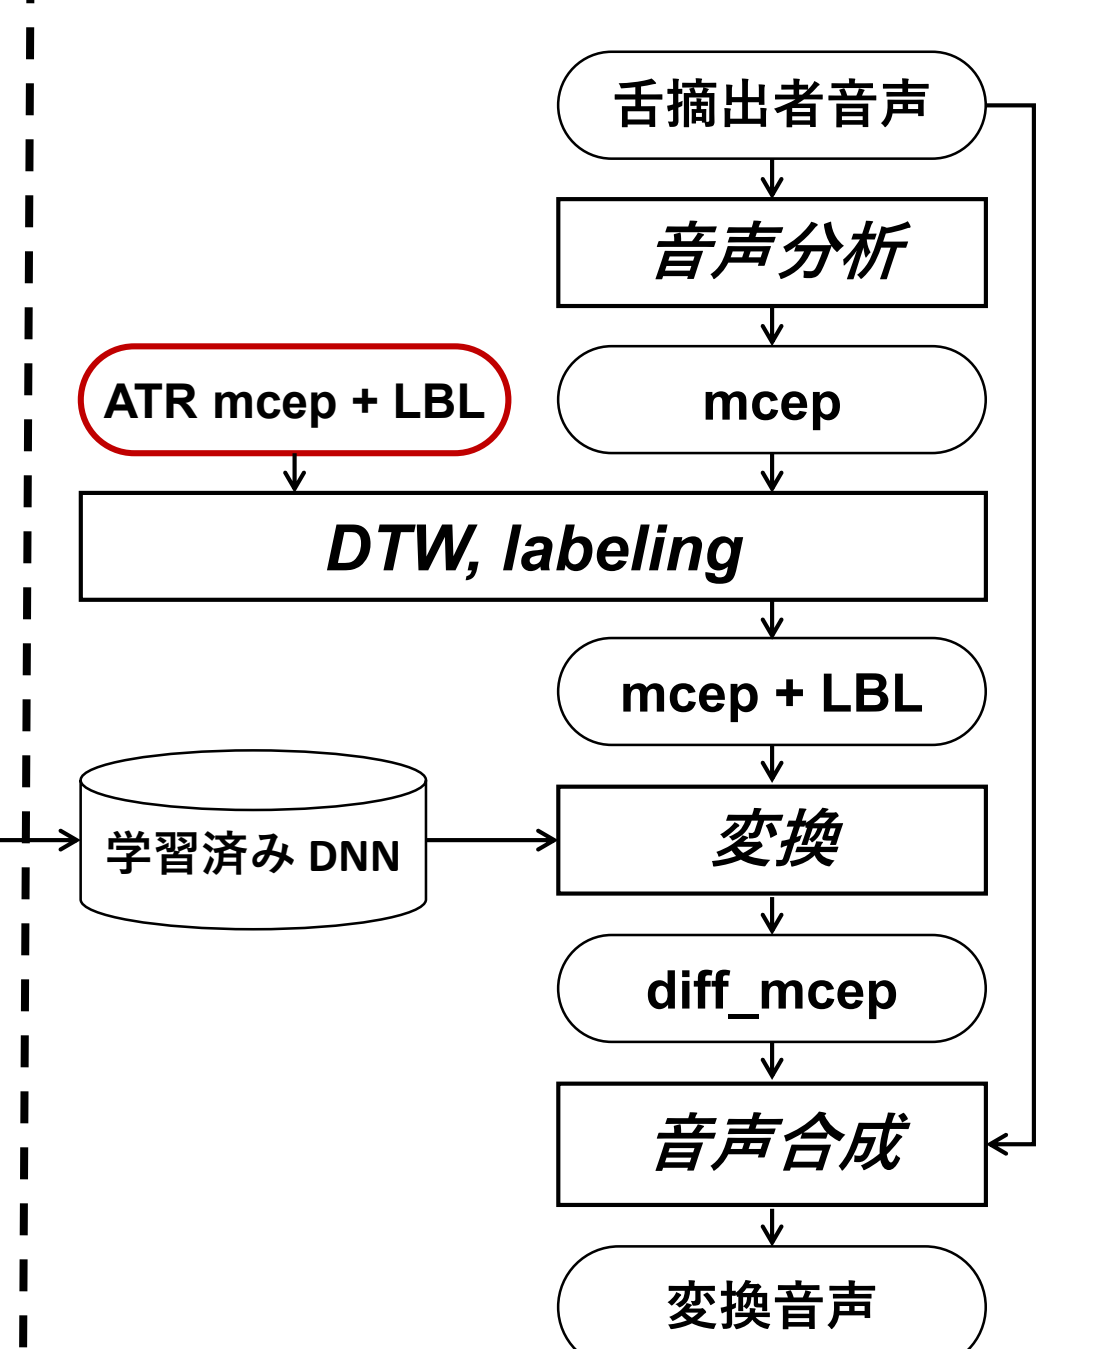 舌摘出者音声
音声分析
ATR mcep + LBL
mcep
DTW, labeling
mcep + LBL
学習済み DNN
変換
diff_mcep
音声合成
変換音声